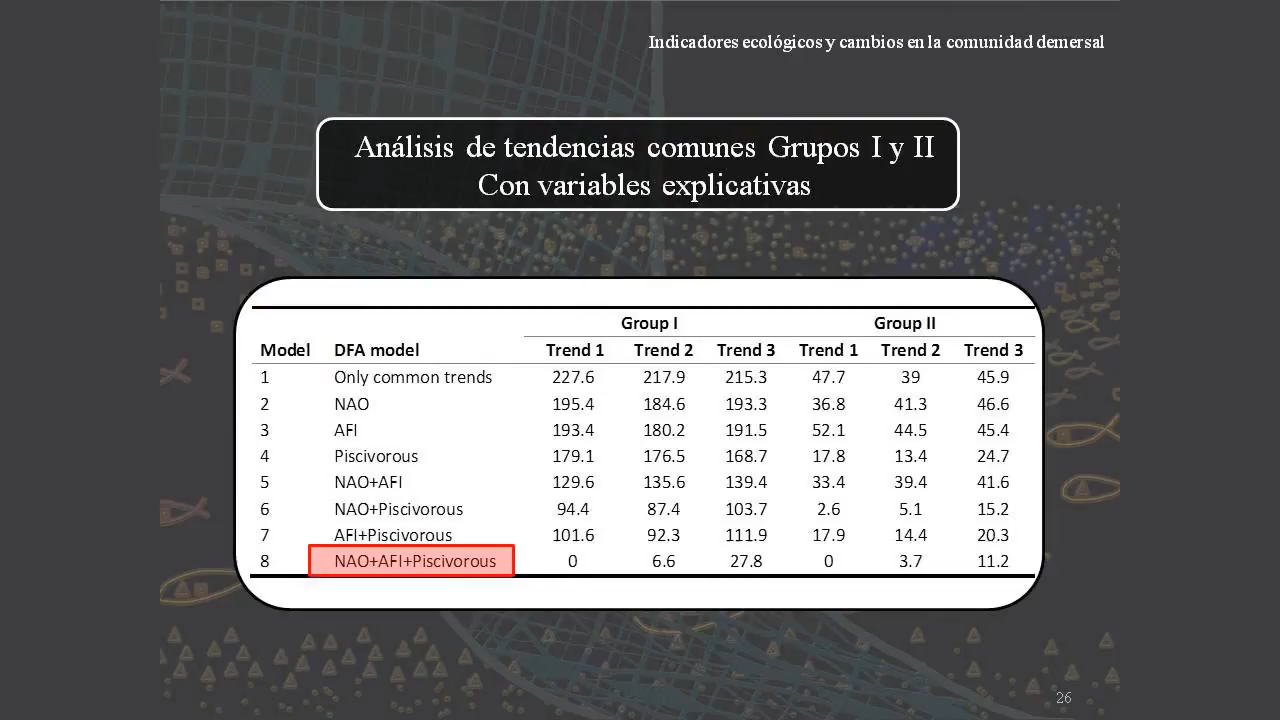 Indicadores ecológicos y cambios en la comunidad demersal
Análisis de tendencias comunes Grupos I y II
Con variables explicativas
Group I Group II
Model DFA model Trend 1 Trend 2 Trend 3 Trend 1 Trend 2 Trend 3
1 Only common trends 227.6 217.9 215.3 47.7 39 45.9
2 NAO 195.4 184.6 193.3 36.8 41.3 46.6
3 AFI 193.4 180.2 191.5 52.1 44.5 45.4
4 Piscivorous 179.1 176.5 168.7 17.8 13.4 24.7
5 NAO+AFI 129.6 135.6 139.4 33.4 39.4 41.6
6 NAO+Piscivorous 94.4 87.4 103.7 2.6 5.1 15.2
7 AFI+Piscivorous 101.6 92.3 111.9 17.9 14.4 20.3
8 NAO+AFI+Piscivorous 0 6.6 27.8 0 3.7 11.2
26